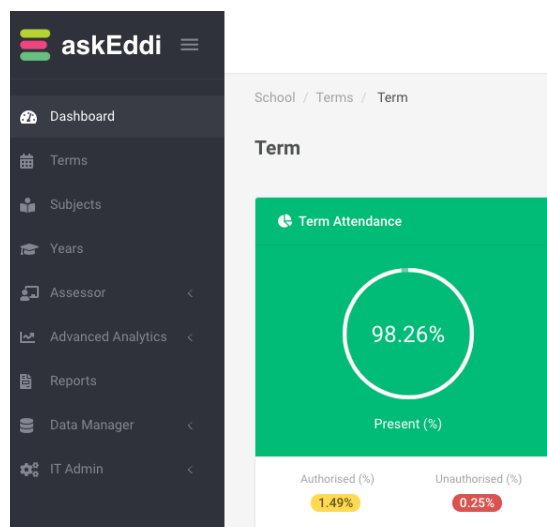 askEddi
Dashboard
Terms
Subjects
Years
Assessor
Advanced Analytics
Reports
Data Manager
IT Admin
School / Terms / Term
Term
Term Attendance
98.26%
Present (%)
Authorised (%) Unauthorised (%)
1.49% 0.25%